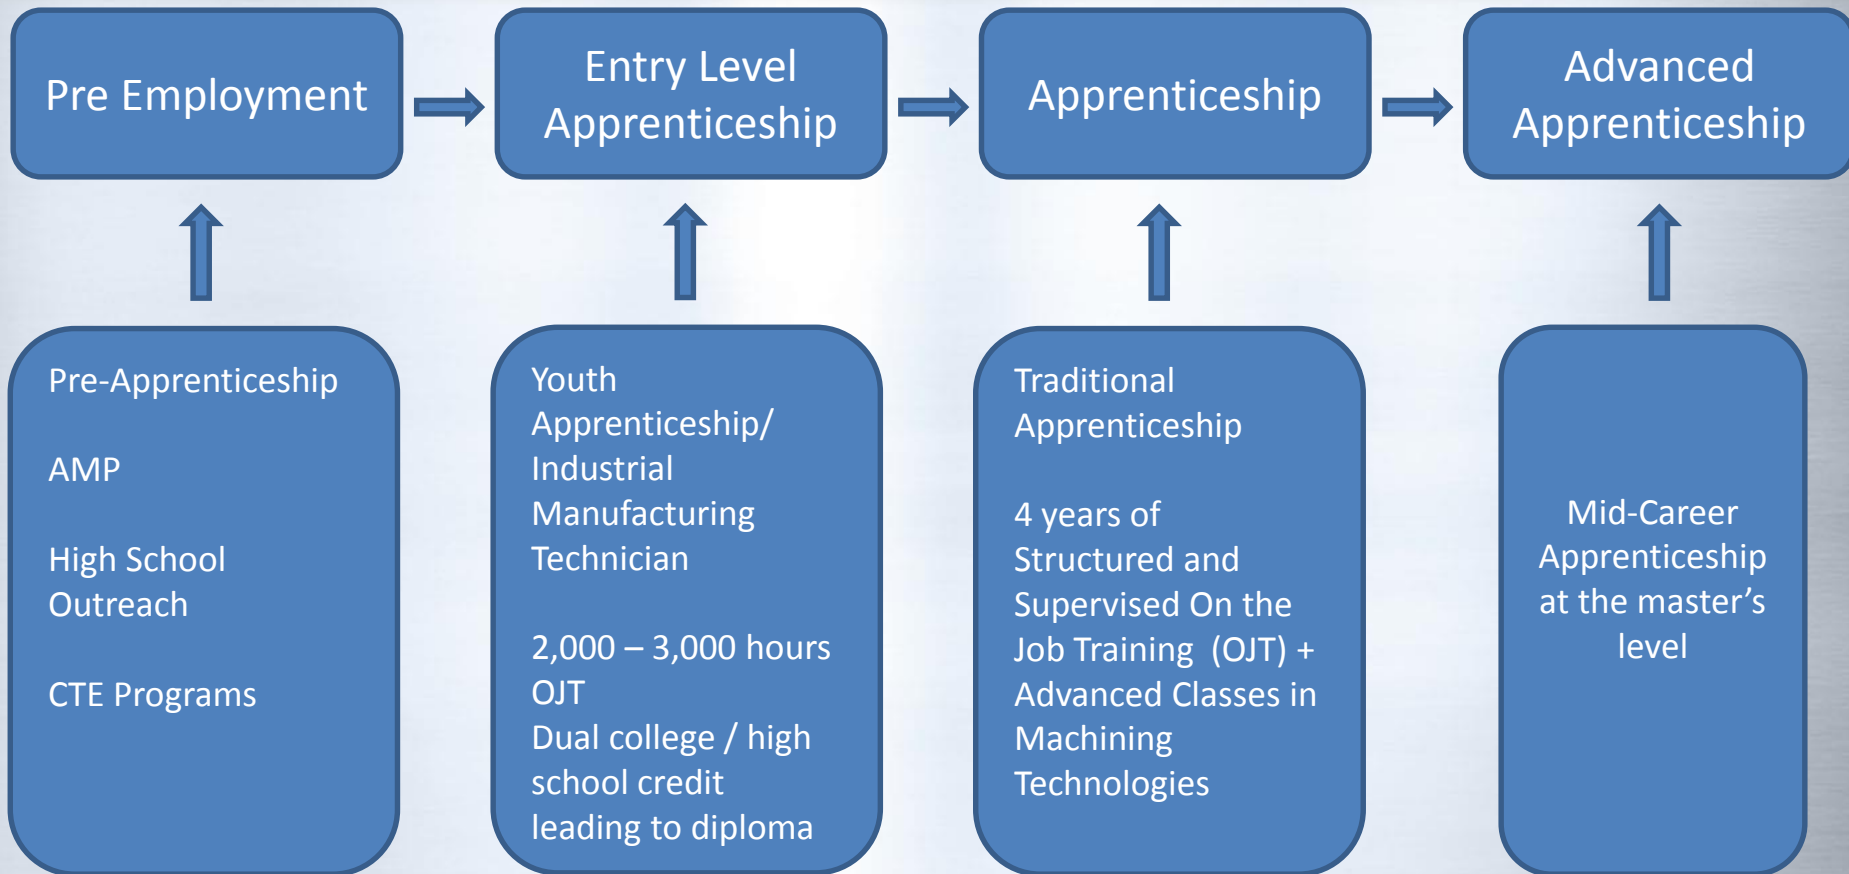 Pre Employment
Entry Level
Apprenticeship
Apprenticeship
Advanced
Apprenticeship
Pre-Apprenticeship
AMP
High School
Outreach
CTE Programs
Youth
Apprenticeship/
Industrial
Manufacturing
Technician
2,000 – 3,000 hours
OJT
Dual college / high
school credit
leading to diploma
Traditional
Apprenticeship
4 years of
Structured and
Supervised On the
Job Training  (OJT) +
Advanced Classes in
Machining
Technologies
Mid-Career
Apprenticeship
at the master’s
level